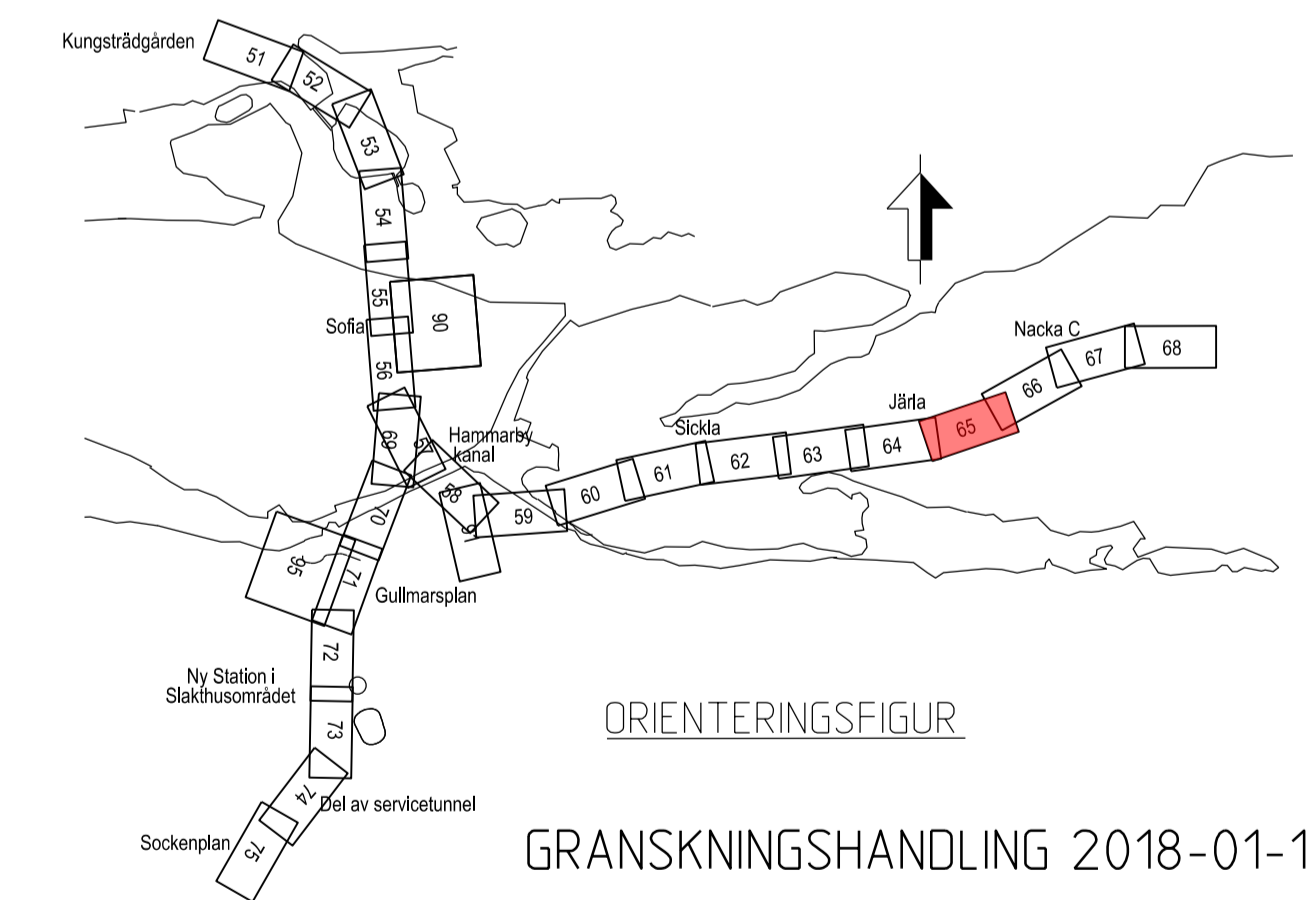 Kungsträdgården
51
52
53
54
55
90
Sofia
56
Nacka C
68
67
66
Järla
65
Sickla
64
63
62
61
60
69
57
Hammarby
kanal
58
59
70
95
71
Gullmarsplan
72
Ny Station i
Slakthusområdet
73
ORIENTERINGSFIGUR
74
Del av servicetunnel
Sockenplan
75
GRANSKNINGSHANDLING 2018-01-1